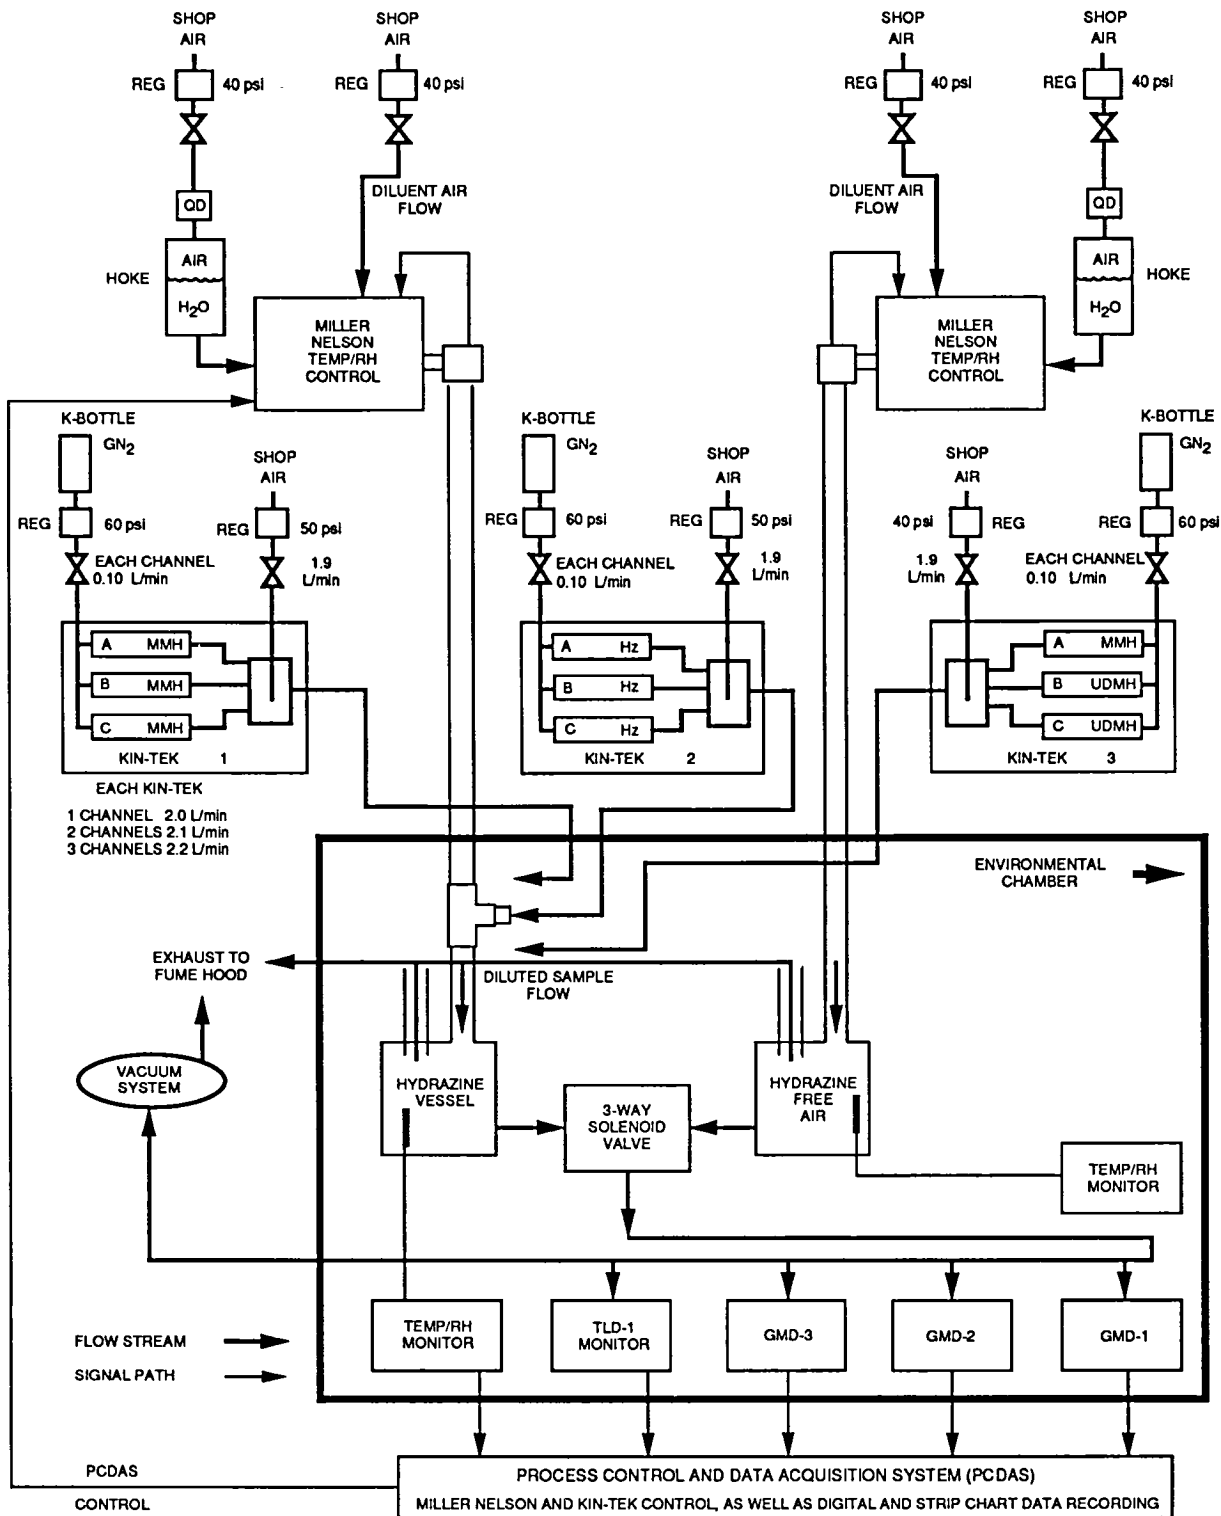 SHOP
AIR
SHOP
AIR
SHOP
AIR
SHOP
AIR
REG
40 psi
REG
40 psi
REG
40 psi
REG
40 psi
QD
DILUENT AIR
FLOW
DILUENT AIR
FLOW
QD
AIR
HOKE
H2O
AIR
HOKE
H2O
MILLER
NELSON
TEMP/RH
CONTROL
MILLER
NELSON
TEMP/RH
CONTROL
K-BOTTLE
GN2
SHOP
AIR
REG
60 psi
REG
50 psi
EACH CHANNEL
0.10 L/min
1.9
L/min
A MMH
B MMH
C MMH
KIN-TEK 1
K-BOTTLE
GN2
SHOP
AIR
REG
60 psi
REG
50 psi
EACH CHANNEL
0.10 L/min
1.9
L/min
A Hz
B Hz
C Hz
KIN-TEK 2
K-BOTTLE
GN2
SHOP
AIR
40 psi
REG
REG
60 psi
1.9
L/min
EACH CHANNEL
0.10 L/min
A MMH
B UDMH
C UDMH
KIN-TEK 3
EACH KIN-TEK
1 CHANNEL 2.0 L/min
2 CHANNELS 2.1 L/min
3 CHANNELS 2.2 L/min
ENVIRONMENTAL
CHAMBER
EXHAUST TO
FUME HOOD
DILUTED SAMPLE
FLOW
VACUUM
SYSTEM
HYDRAZINE
VESSEL
3-WAY
SOLENOID
VALVE
HYDRAZINE
FREE
AIR
TEMP/RH
MONITOR
TEMP/RH
MONITOR
TLD-1
MONITOR
GMD-3
GMD-2
GMD-1
FLOW STREAM
SIGNAL PATH
PCDAS
CONTROL
PROCESS CONTROL AND DATA ACQUISITION SYSTEM (PCDAS)
MILLER NELSON AND KIN-TEK CONTROL, AS WELL AS DIGITAL AND STRIP CHART DATA RECORDING